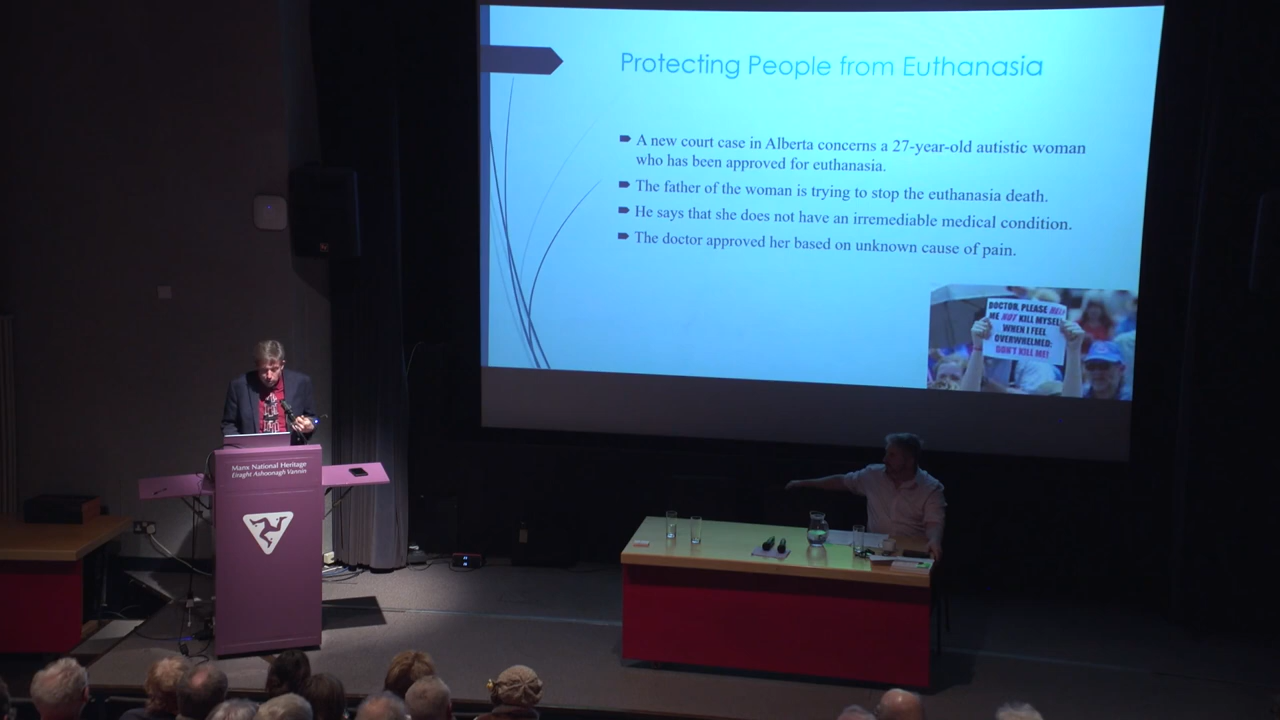 Protecting People from Euthanasia
A new court case in Alberta concerns a 27-year-old autistic woman
who has been approved for euthanasia.
The father of the woman is trying to stop the euthanasia death.
He says that she does not have an irremediable medical condition.
The doctor approved her based on unknown cause of pain.
DOCTOR, PLEASE HELP
ME NOT KILL MYSELF
WHEN I FEEL
OVERWHELMED:
DON'T KILL ME!
Manx National Heritage
Eiraght Ashoonagh Vannin